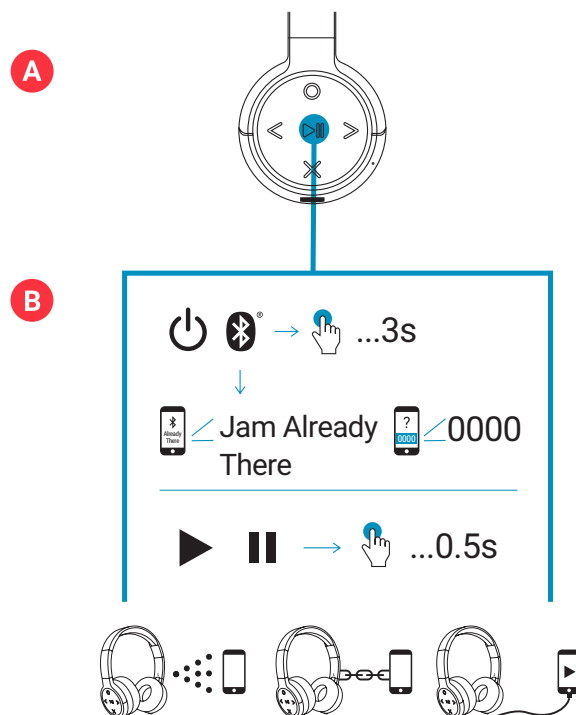 A
B
® ...3s
Already
There
Jam Already
There
?
0000
0000
...0.5s